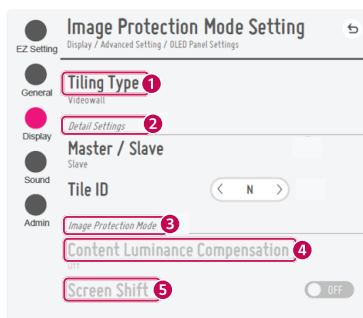 Image Protection Mode Setting
Display / Advanced Setting / OLED Panel Settings
EZ Setting
General
Display
Sound
Admin
Tiling Type 1
Videowall
Detail Settings 2
Master / Slave
Slave
Tile ID
< N >
Image Protection Mode 3
Content Luminance Compensation 4
Off
Screen Shift 5
OFF